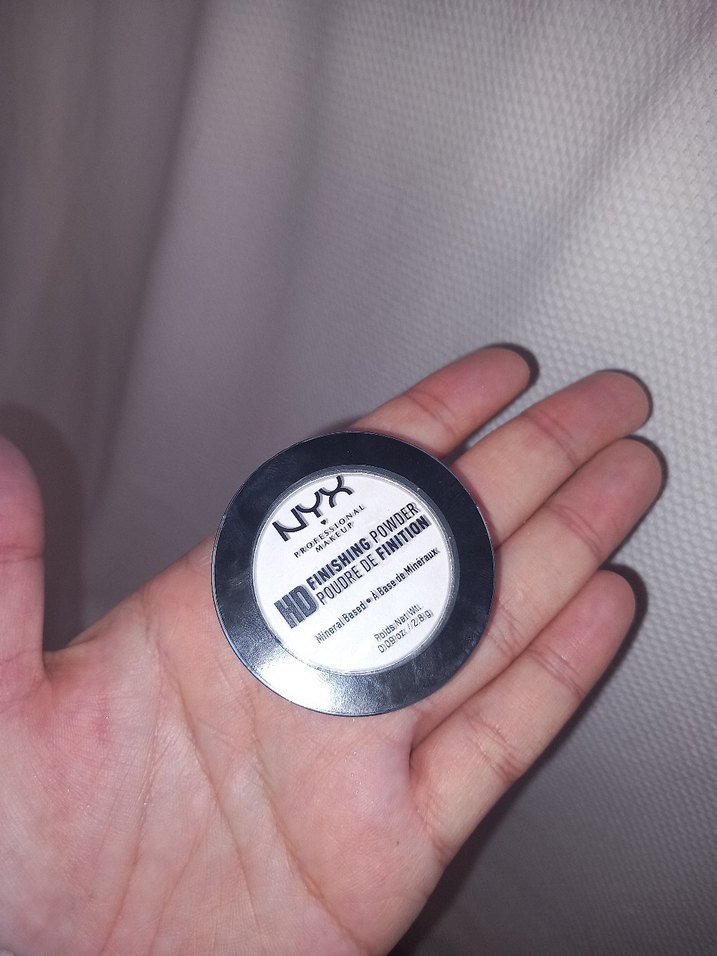 NYX
PROFESSIONAL
MAKEUP
HD FINISHING POWDER
POUDRE DE FINITION
Mineral Based • À Base de Minéraux
Poids Net Wt.
0.09 oz. // 2.8 g